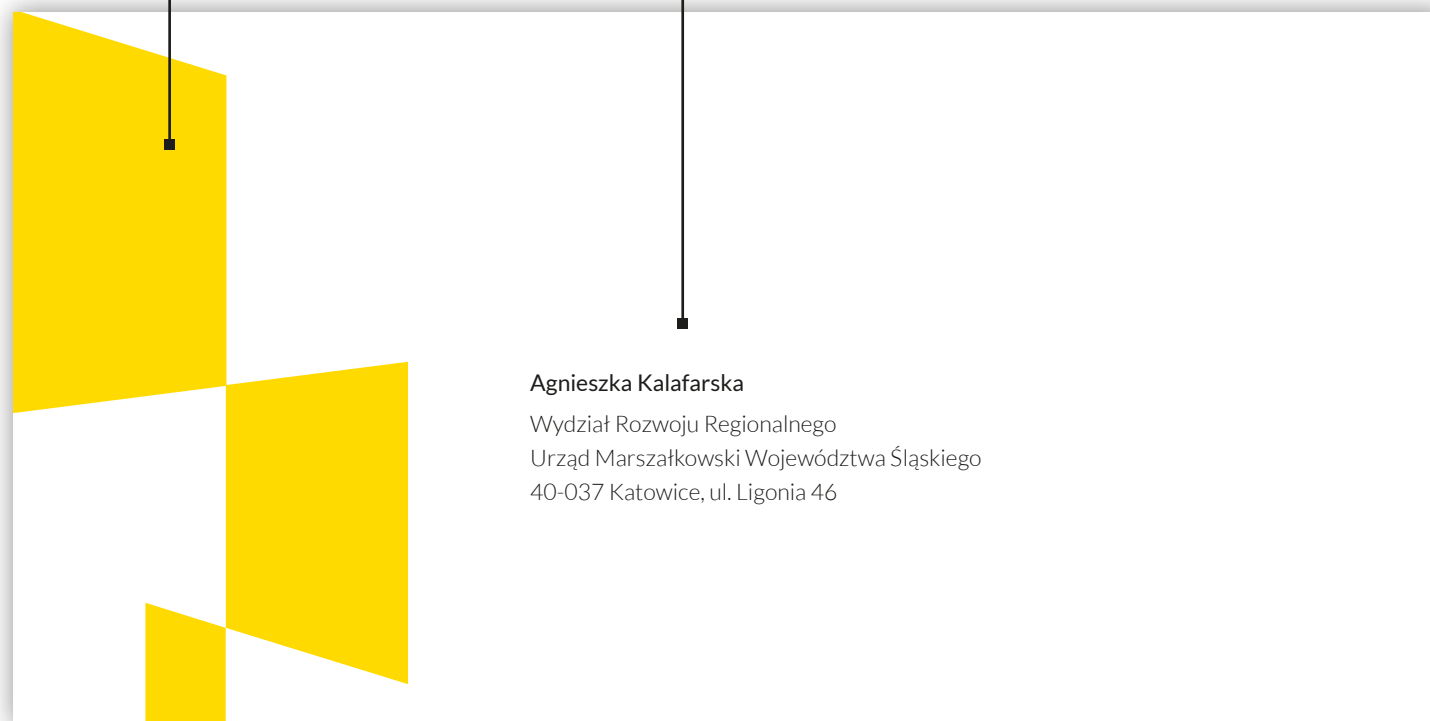 Agnieszka Kalafarska
Wydział Rozwoju Regionalnego
Urząd Marszałkowski Województwa Śląskiego
40-037 Katowice, ul. Ligonia 46